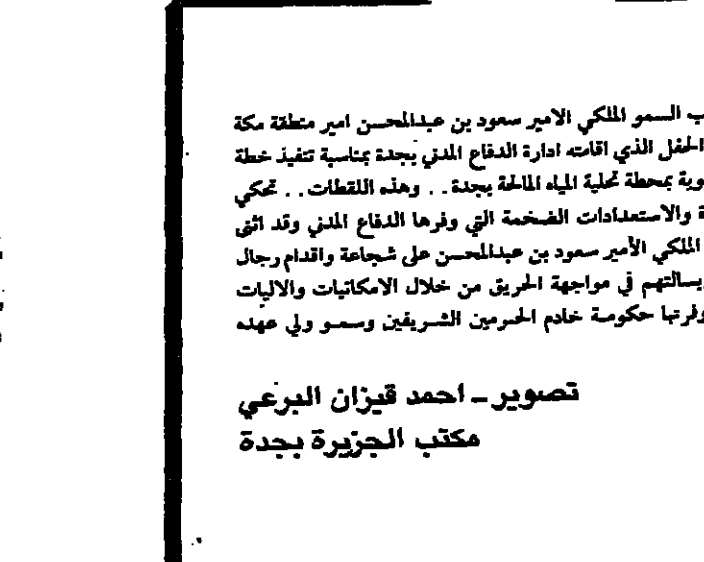 ب السمو الملكي الامير سعود بن عبدالمحسن امير منطقة مكة
الحفل الذي اقامته ادارة الدفاع المدني بجدة بمناسبة تنفيذ خطة
وية بمحطة تحلية المياه المالحة بجدة . . وهذه اللقطات . . تحكي
ة والاستعدادات الضخمة التي وفرها الدفاع المدني وقد اثنى
الملكي الأمير سعود بن عبدالمحسن على شجاعة واقدام رجال
رسالتهم في مواجهة الحريق من خلال الامكانيات والاليات
وفرتها حكومة خادم الحرمين الشريفين وسمو ولي عهده
تصوير ـ احمد قيزان البرعي
مكتب الجزيرة بجدة